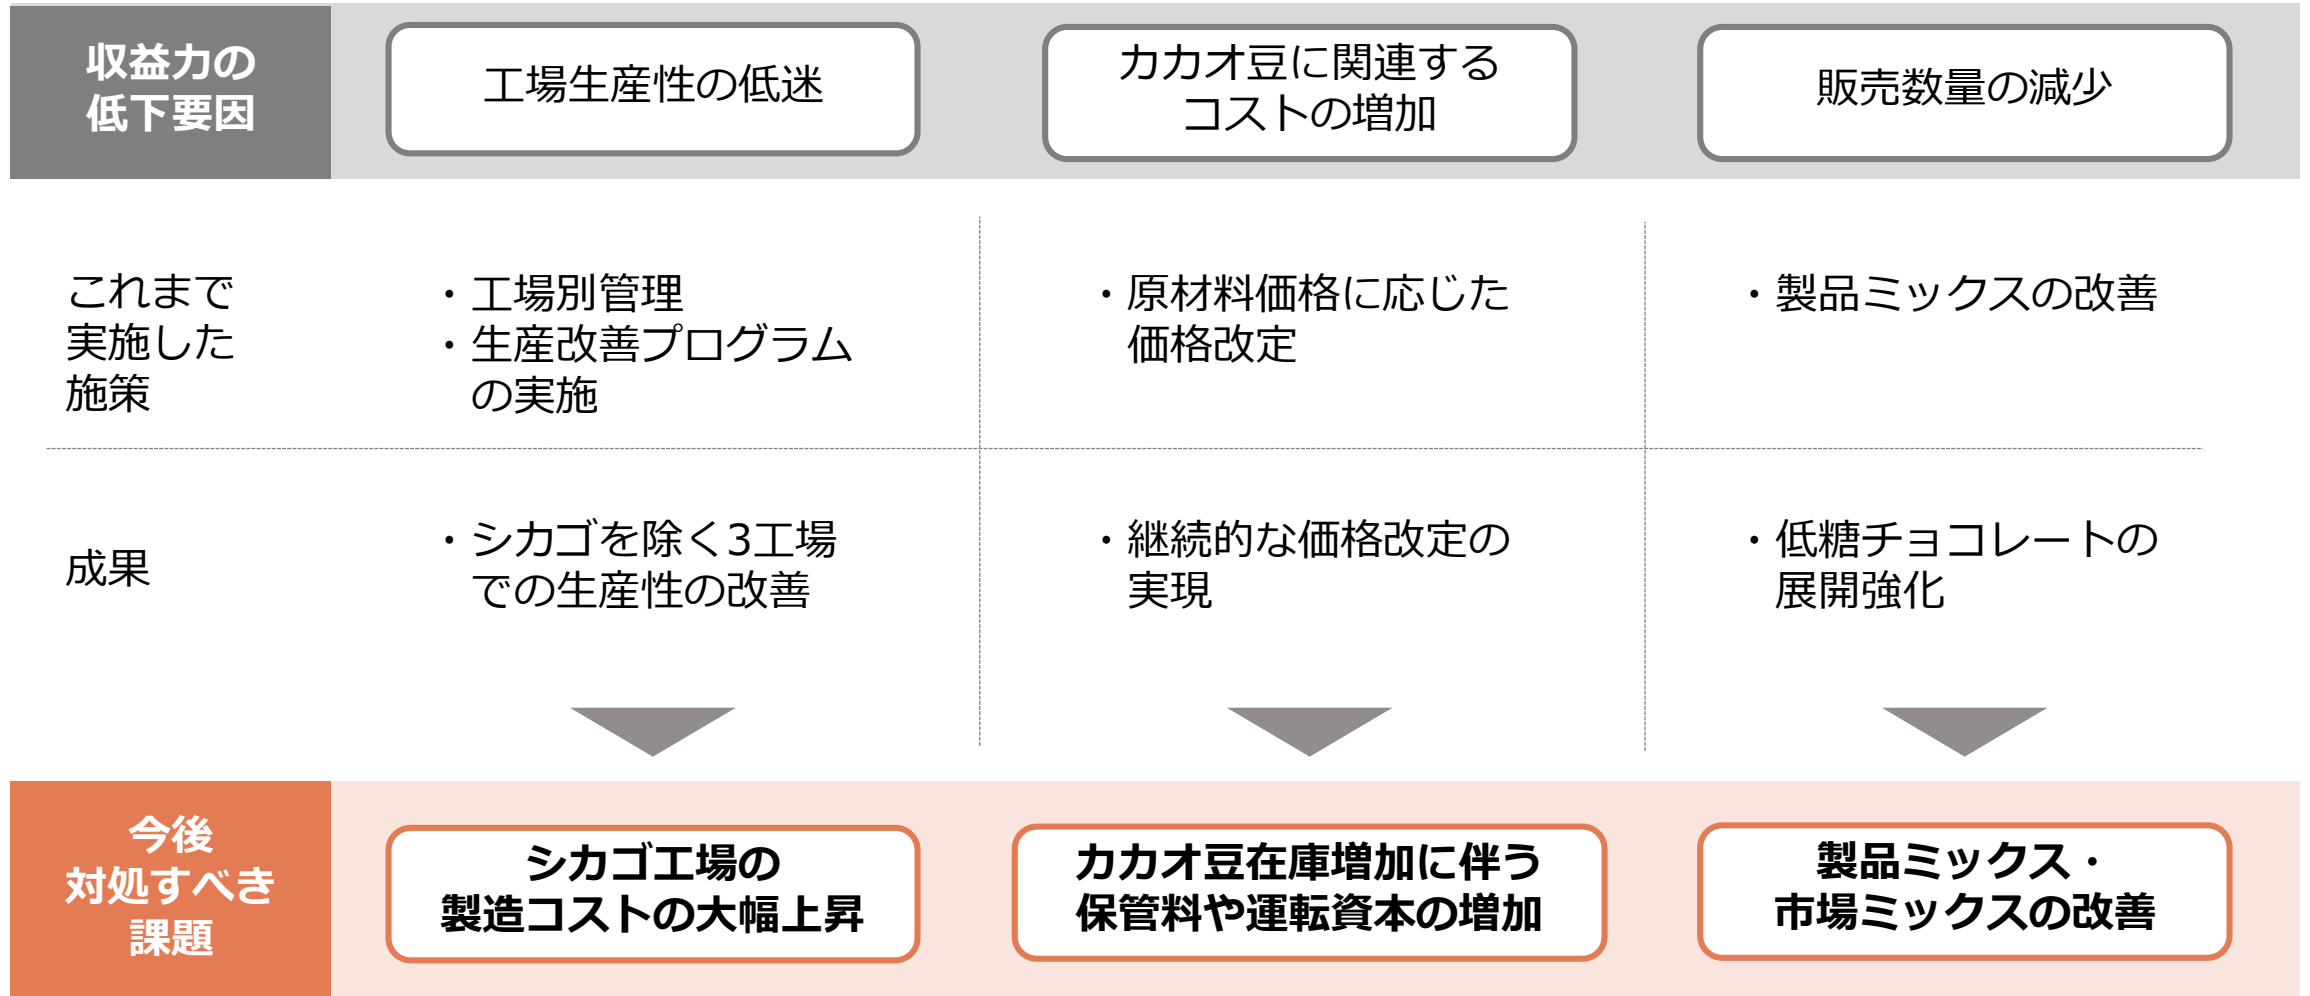 収益力の
低下要因
工場生産性の低迷
カカオ豆に関連する
コストの増加
販売数量の減少
これまで
実施した
施策
・工場別管理
・生産改善プログラム
の実施
・原材料価格に応じた
価格改定
・製品ミックスの改善
成果
・シカゴを除く3工場
での生産性の改善
・継続的な価格改定の
実現
・低糖チョコレートの
展開強化
今後
対処すべき
課題
シカゴ工場の
製造コストの大幅上昇
カカオ豆在庫増加に伴う
保管料や運転資本の増加
製品ミックス・
市場ミックスの改善